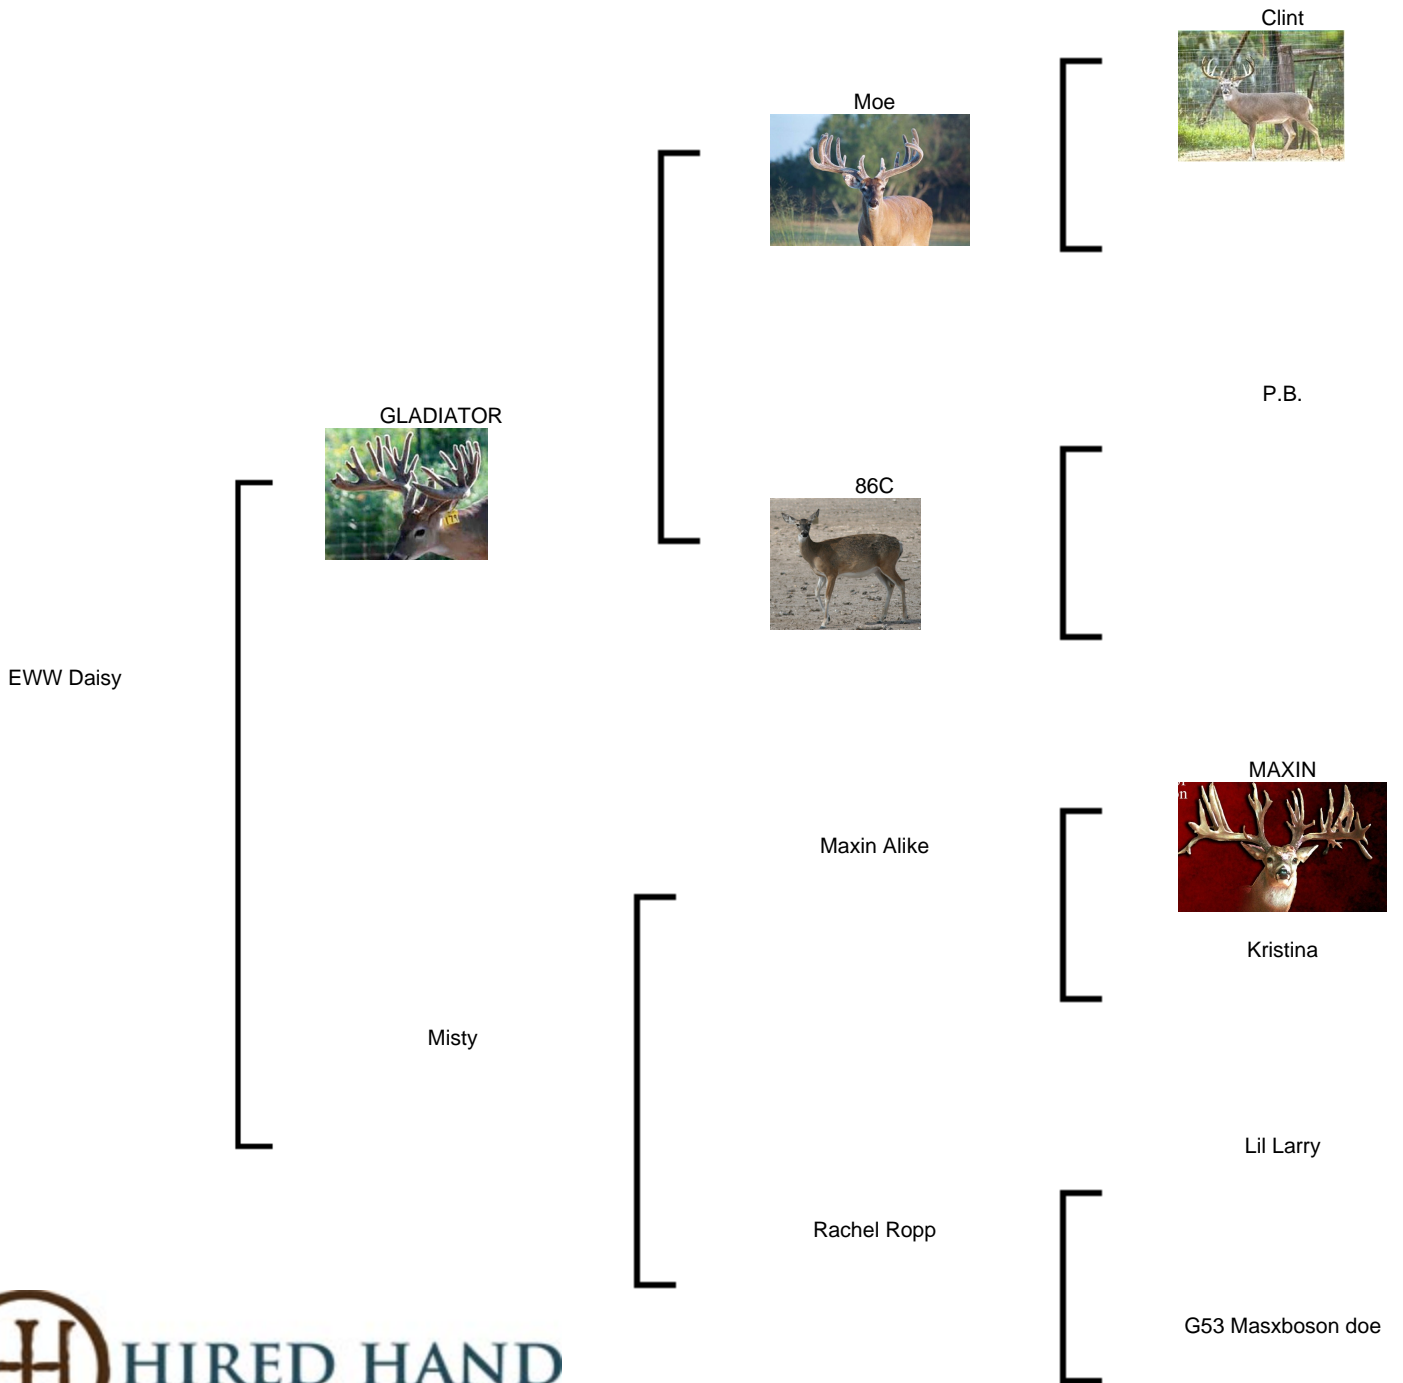 Clint
Moe
P.B.
GLADIATOR
86C
EWW Daisy
MAXIN
Maxin Alike
Kristina
Misty
Lil Larry
Rachel Ropp
G53 Masxboson doe
HIRED HAND